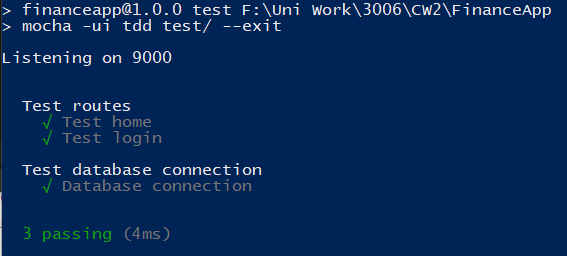 > financeapp@1.0.0 test F:\Uni Work\3006\CW2\FinanceApp
> mocha -ui tdd test/ --exit
Listening on 9000
Test routes
√ Test home
√ Test login
Test database connection
√ Database connection
3 passing (4ms)